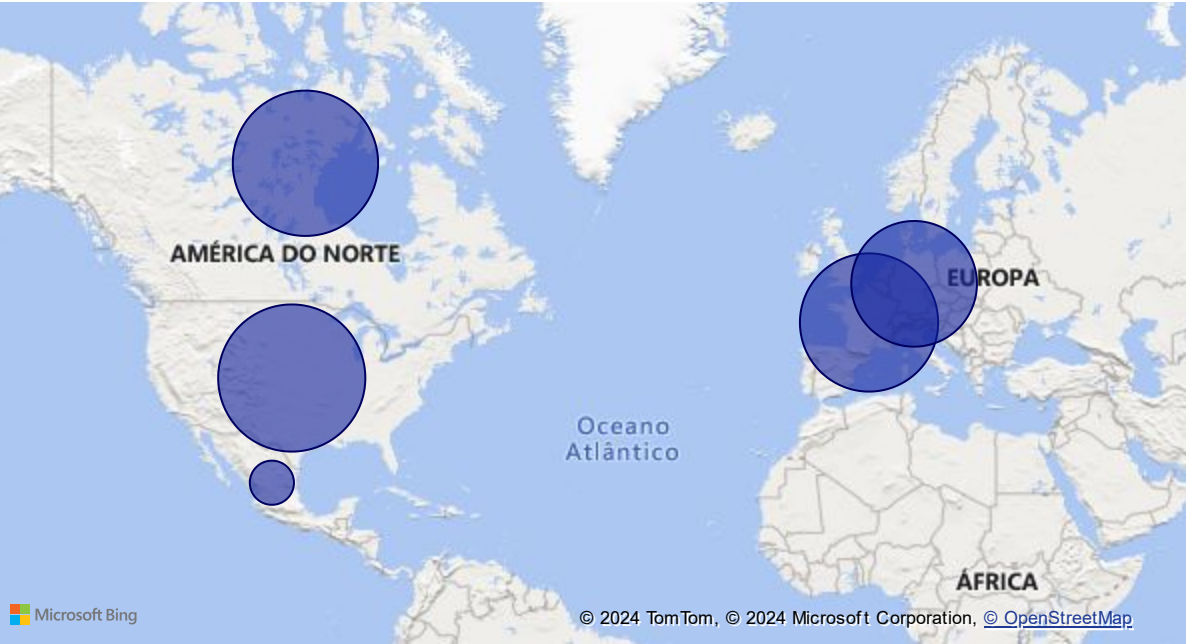 AMÉRICA DO NORTE
EUROPA
Oceano
Atlântico
ÁFRICA
Microsoft Bing
© 2024 TomTom, © 2024 Microsoft Corporation, © OpenStreetMap